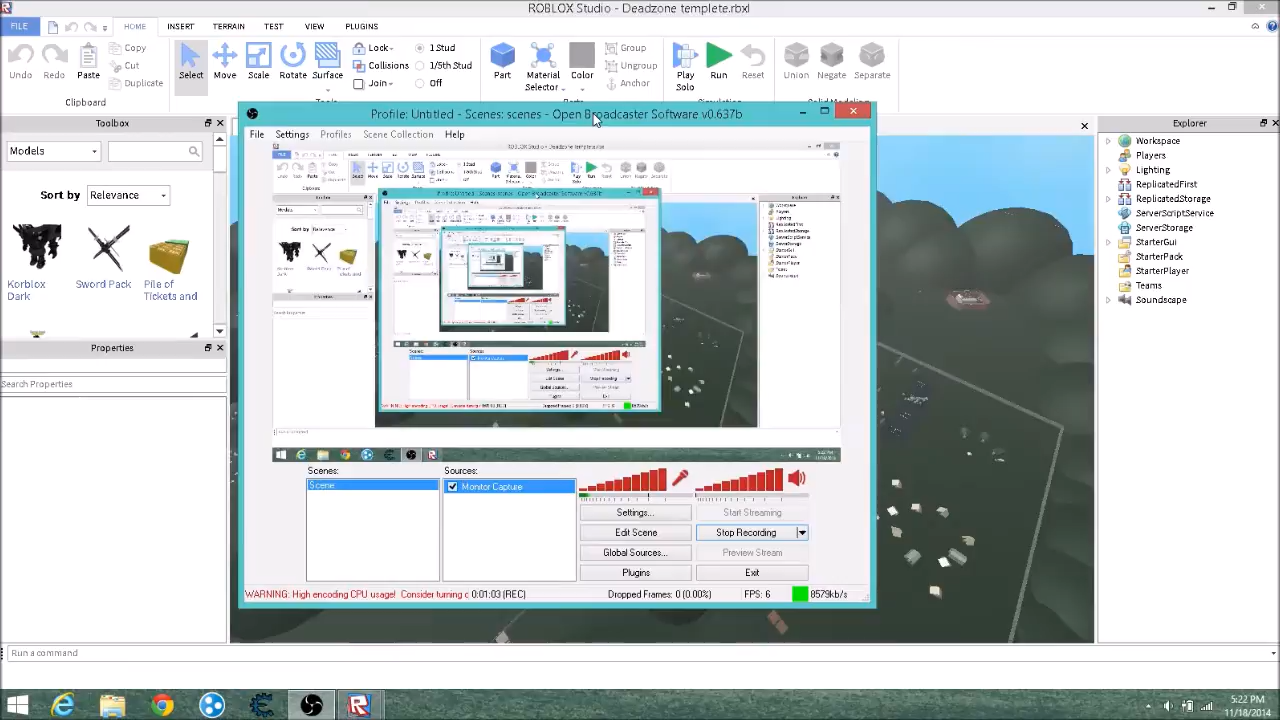 ROBLOX Studio - Deadzone templete.rbxl
FILE HOME INSERT TERRAIN TEST VIEW PLUGINS
Undo Redo Paste Copy Cut Duplicate
Clipboard
Select Move Scale Rotate Surface
Lock Collisions Join
1 Stud 1/5th Stud Off
Part Material Selector Color
Group Ungroup Anchor
Play Solo Run Reset
Union Negate Separate
Toolbox
Models
Sort by Relevance
Korblox Dark
Sword Pack
Pile of Tickets and
Properties
Search Properties
Profile: Untitled - Scenes: scenes - Open Broadcaster Software v0.637b
File Settings Profiles Scene Collection Help
Scenes:
Scene
Sources:
Monitor Capture
Settings... Start Streaming
Edit Scene Stop Recording
Global Sources... Preview Stream
Plugins Exit
WARNING: High encoding CPU usage! Consider turning c 0:01:03 (REC) Dropped Frames: 0 (0.00%) FPS: 6 8579kb/s
Explorer
Workspace
Players
Lighting
ReplicatedFirst
ReplicatedStorage
ServerScriptService
ServerStorage
StarterGui
StarterPack
StarterPlayer
Teams
Soundscape
Run a command
5:22 PM
11/18/2014